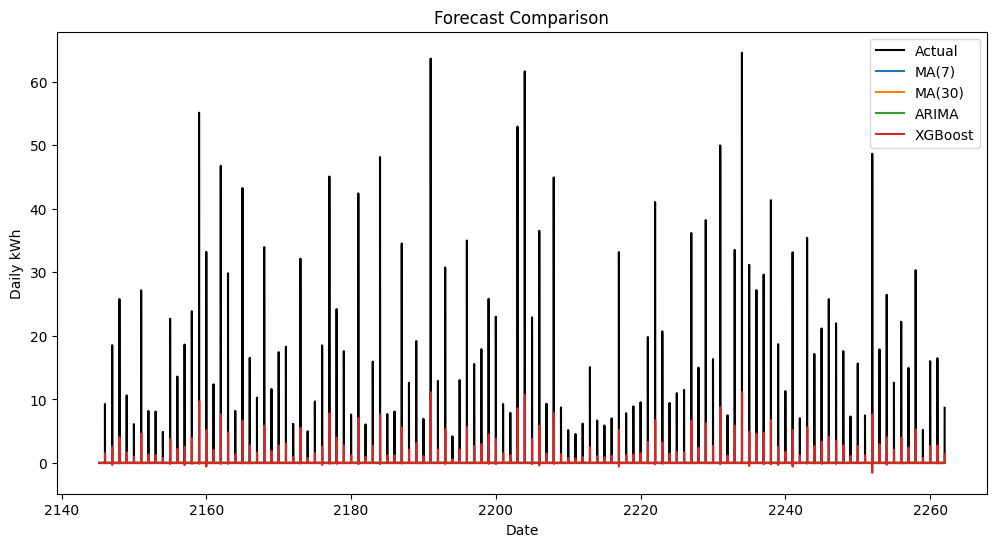 Forecast Comparison
Actual
MA(7)
MA(30)
ARIMA
XGBoost
Daily kWh
60
50
40
30
20
10
0
2140
2160
2180
2200
2220
2240
2260
Date